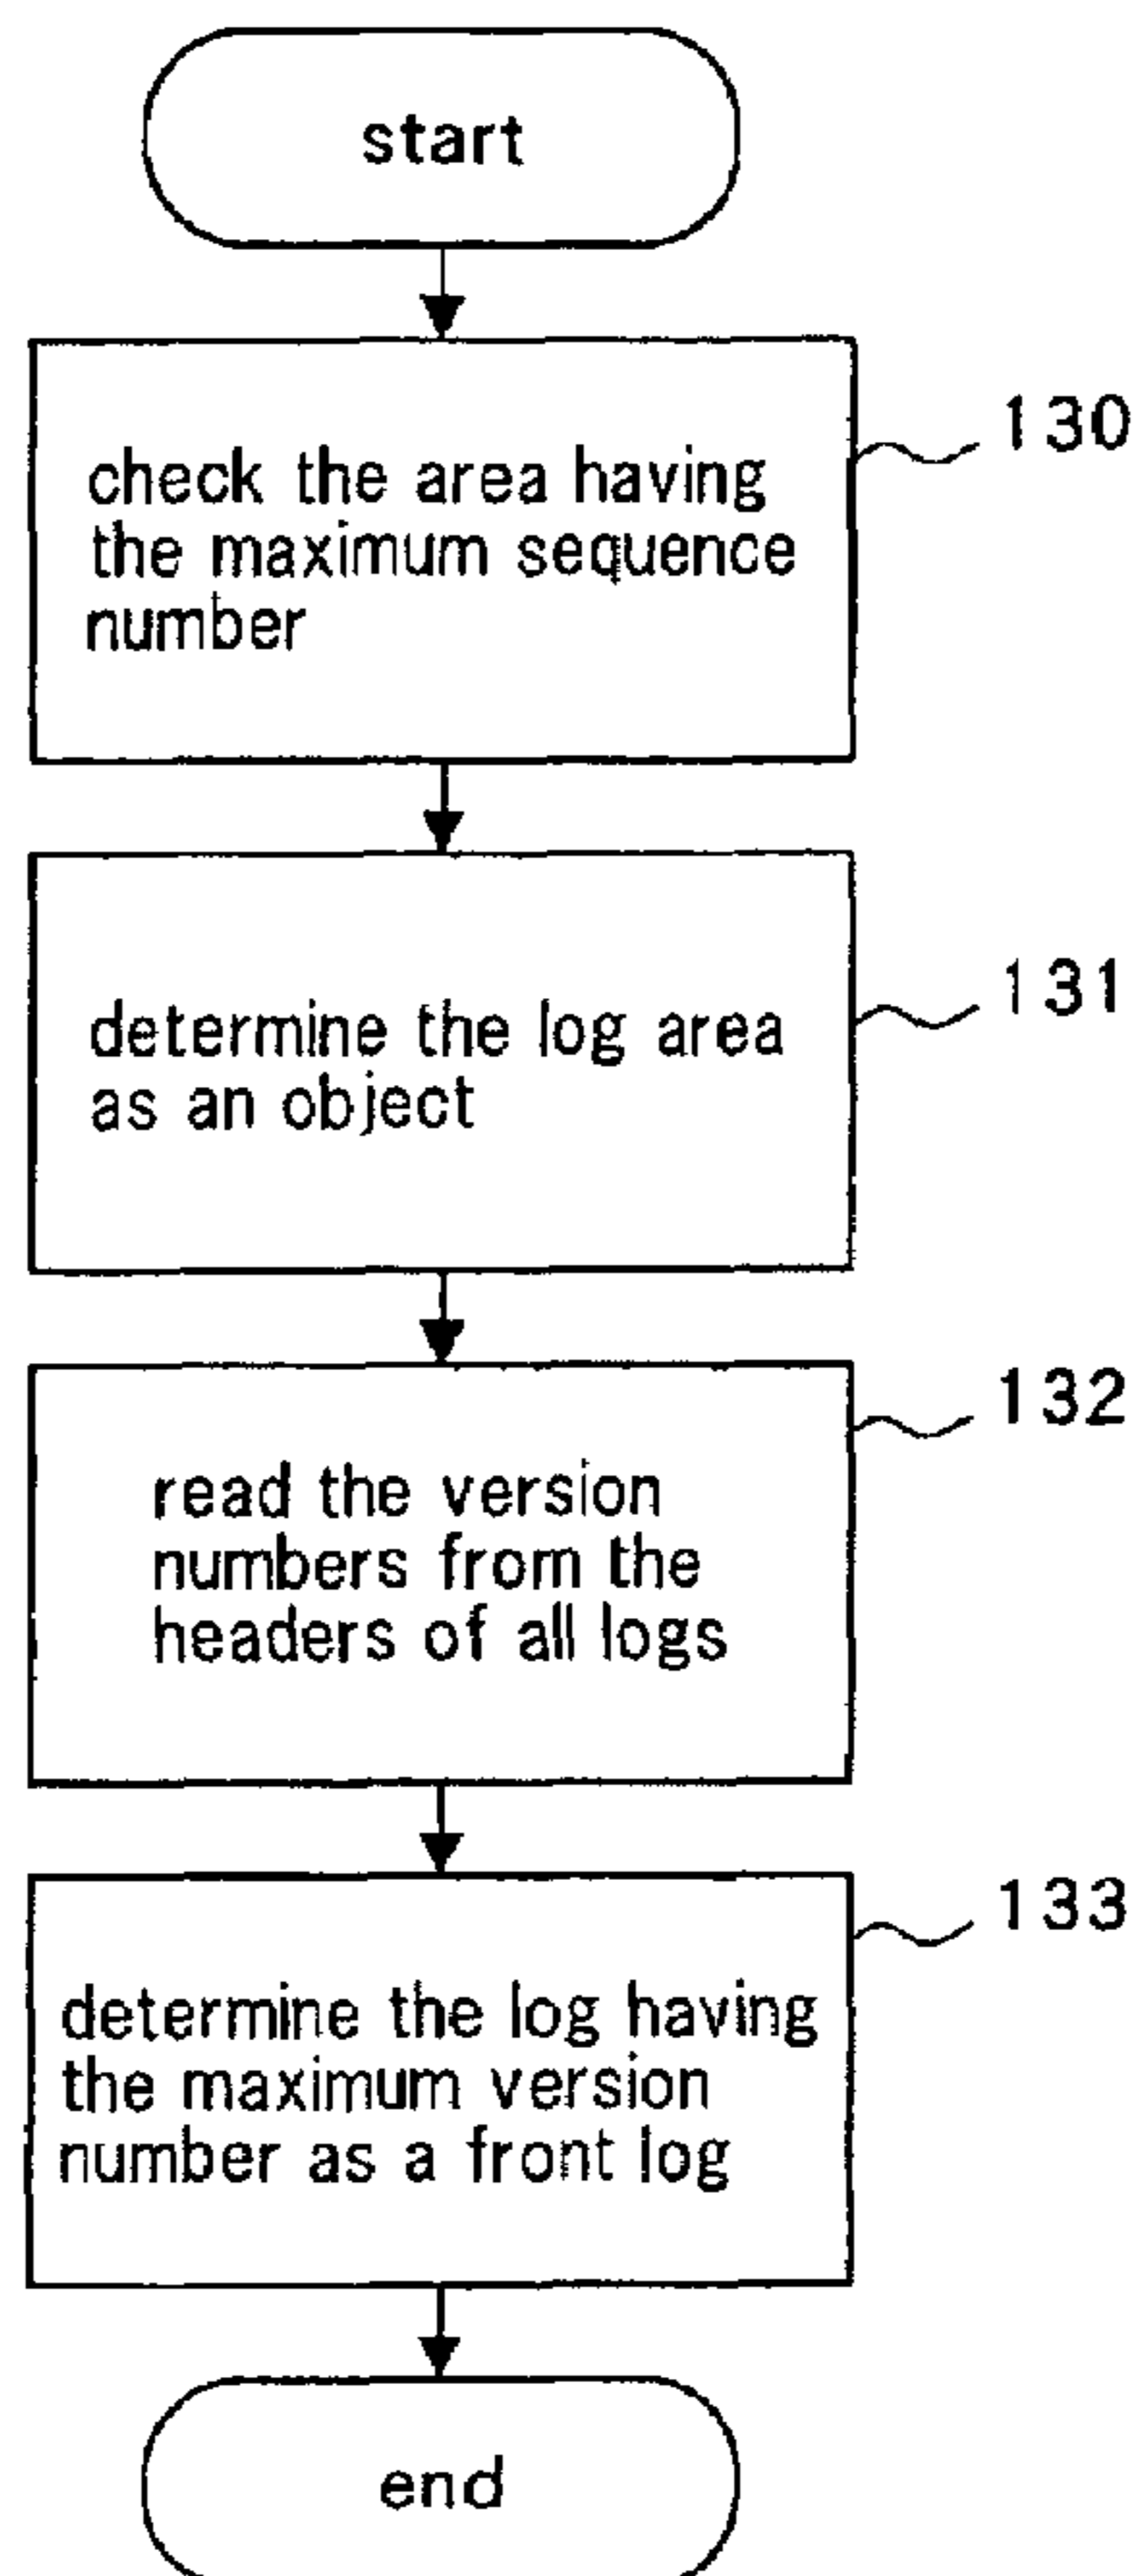 start
check the area having
the maximum sequence
number
130
determine the log area
as an object
131
read the version
numbers from the
headers of all logs
132
determine the log having
the maximum version
number as a front log
133
end